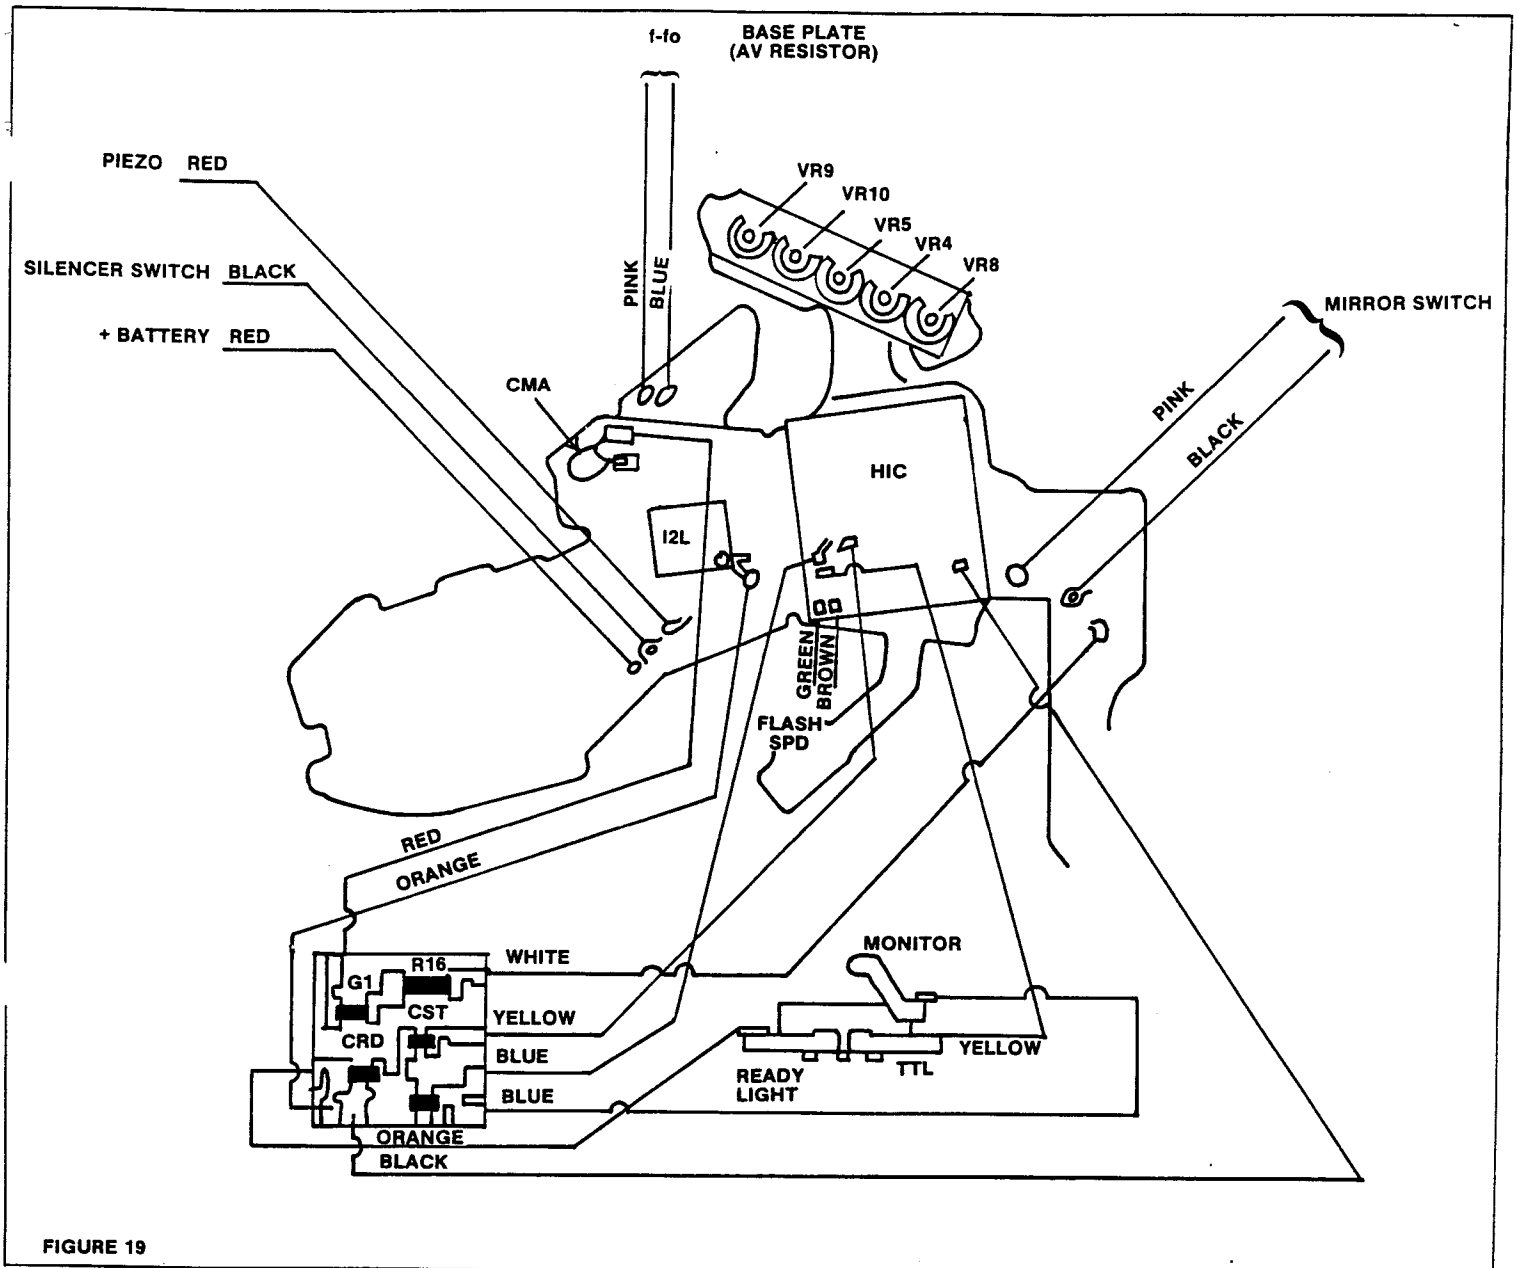 f-fo
BASE PLATE
(AV RESISTOR)
PIEZO RED
VR9
VR10
VR5
VR4
VR8
SILENCER SWITCH BLACK
PINK
BLUE
MIRROR SWITCH
+ BATTERY RED
CMA
PINK
BLACK
HIC
I2L
GREEN
BROWN
FLASH
SPD
RED
ORANGE
MONITOR
WHITE
R16
G1
CST
YELLOW
CRD
BLUE
YELLOW
TTL
READY
LIGHT
BLUE
ORANGE
BLACK
FIGURE 19